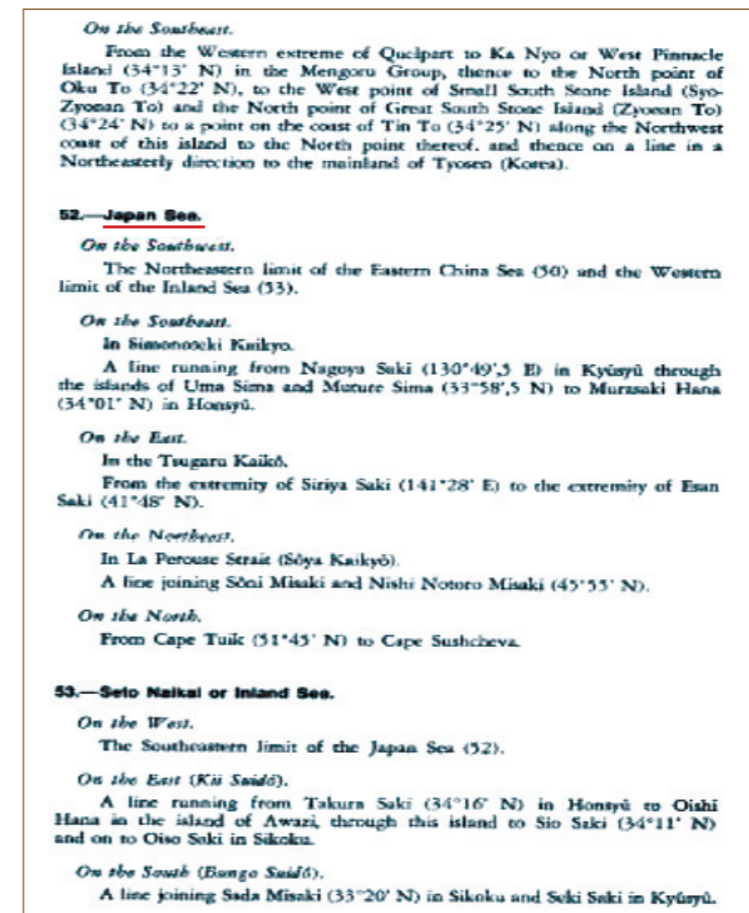 On the Southeast.
From the Western extreme of Quelpart to Ka Nyo or West Pinnacle
Island (34°13' N) in the Mengoru Group, thence to the North point of
Oku To (34°22' N), to the West point of Small South Stone Island (Syo-
Zyoman To) and the North point of Great South Stone Island (Zyoman To)
(34°24' N) to a point on the coast of Tin To (34°25' N) along the Northwest
coast of this island to the North point thereof, and thence on a line in a
Northeasterly direction to the mainland of Tyosen (Korea).
52.—Japan Sea.
On the Southwest.
The Northeastern limit of the Eastern China Sea (50) and the Western
limit of the Inland Sea (53).
On the Southeast.
In Simonoseki Kaikyo.
A line running from Nagoya Saki (130°49',5 E) in Kyûsyû through
the islands of Uma Sima and Muture Sima (33°58',5 N) to Murasaki Hana
(34°01' N) in Honsyû.
On the East.
In the Tsugaru Kaikô.
From the extremity of Siriya Saki (141°28' E) to the extremity of Esan
Saki (41°48' N).
On the Northeast.
In La Perouse Strait (Sôya Kaikyô).
A line joining Sôni Misaki and Nishi Notoro Misaki (45°55' N).
On the North.
From Cape Tuik (51°45' N) to Cape Sushcheva.
53.—Seto Naikai or Inland Sea.
On the West.
The Southeastern limit of the Japan Sea (52).
On the East (Kii Suidô).
A line running from Takura Saki (34°16' N) in Honsyû to Oishi
Hana in the island of Awazi, through this island to Sio Saki (34°11' N)
and on to Oiso Saki in Sikoku.
On the South (Bungo Suidô).
A line joining Sada Misaki (33°20' N) in Sikoku and Seki Saki in Kyûsyû.